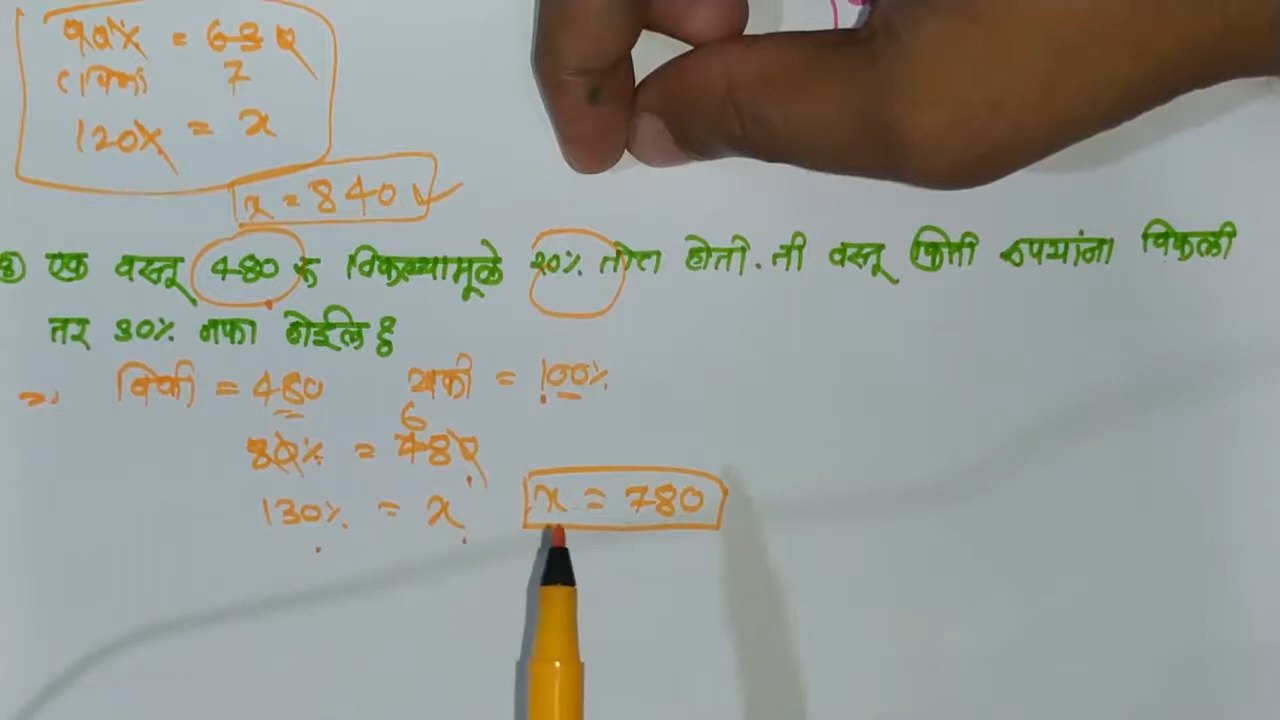 90% = 630
7
120% = x
x = 840 ✓
एक वस्तू 480 रु विकल्यामूळे 20% तोटा होतो. ती वस्तू किती रुपयांना विकली
तर 30% नफा होईल ?
=> विक्री = 480 खरेदी = 100%
6
80% = 480
130% = x x = 780